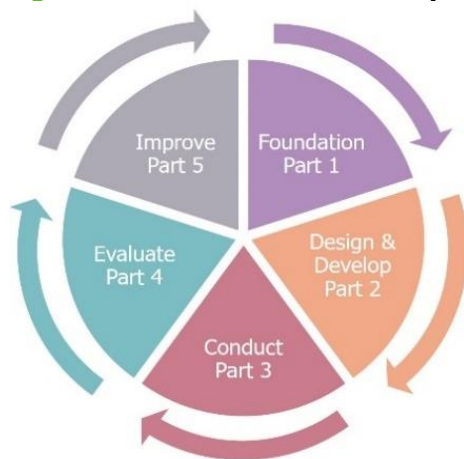 Foundation
Part 1
Design &
Develop
Part 2
Conduct
Part 3
Evaluate
Part 4
Improve
Part 5